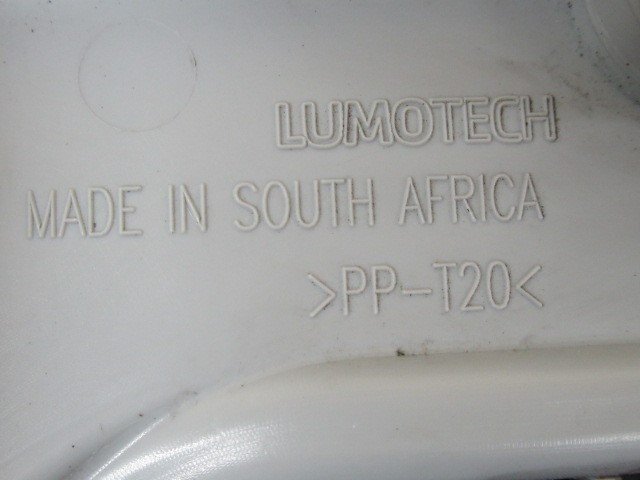 LUMOTECH
MADE IN SOUTH AFRICA
>PP-T20<